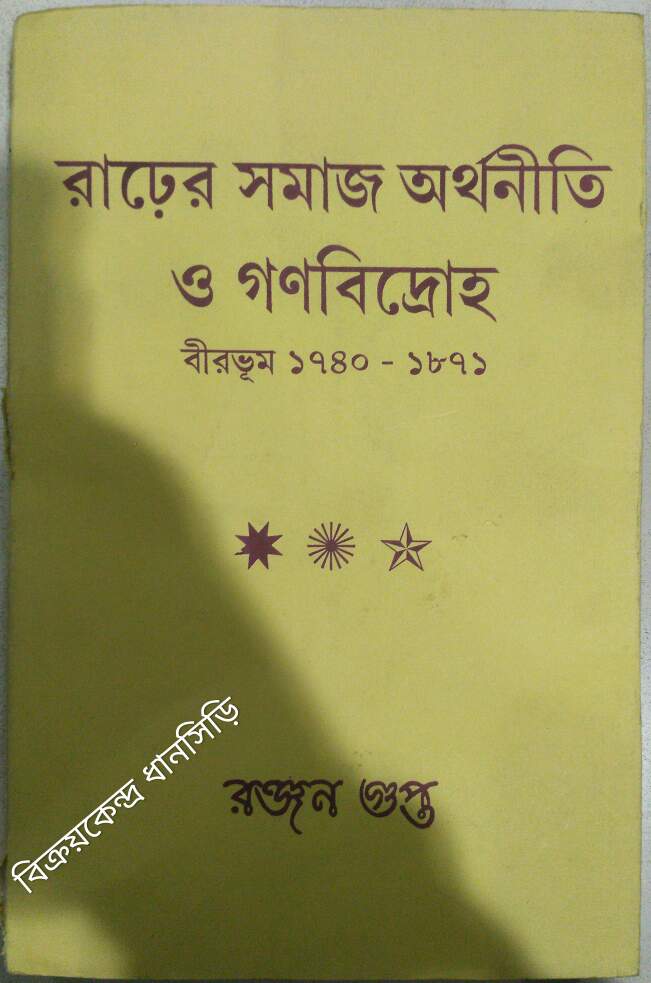 রাঢ়ের সমাজ অর্থনীতি
ও গণবিদ্রোহ
বীরভূম ১৭৪০ - ১৮৭১
রঞ্জন গুপ্ত
বিক্রয়কেন্দ্র ধানসিড়ি